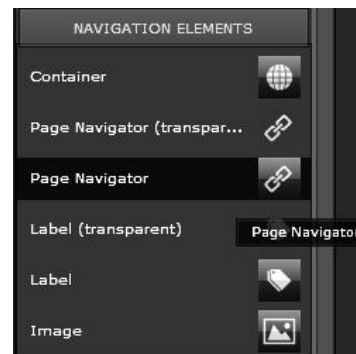 NAVIGATION ELEMENTS
Container
Page Navigator (transpar...
Page Navigator
Label (transparent)
Page Navigator
Label
Image